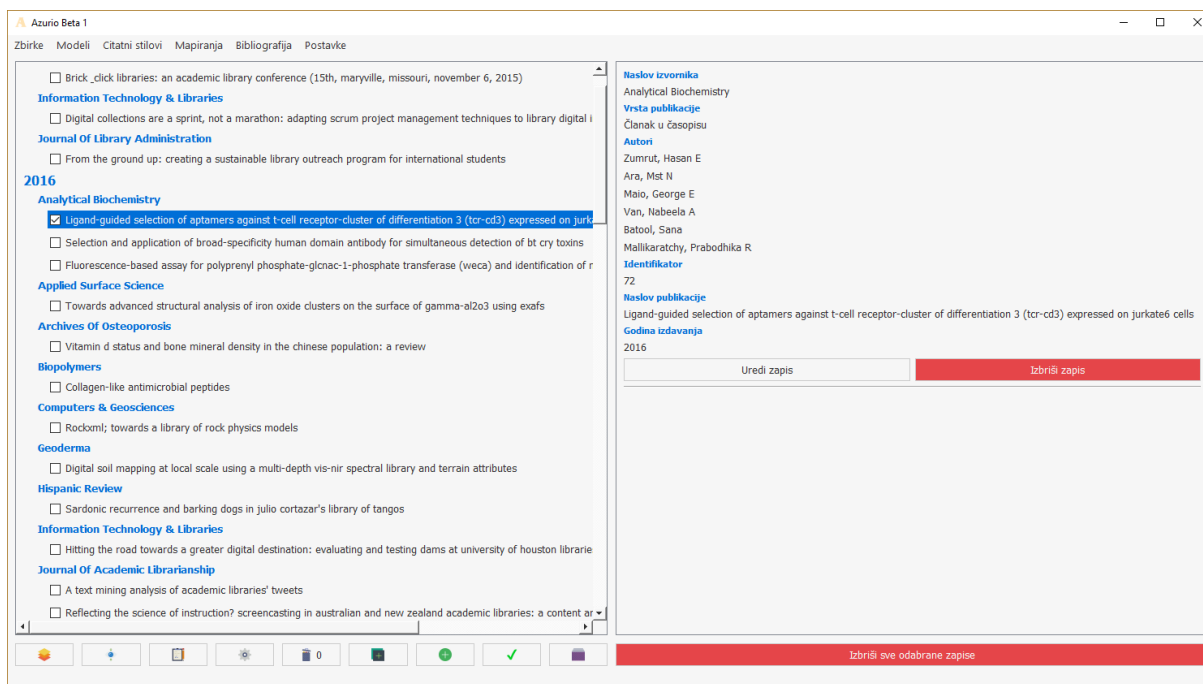 Azurio Beta 1
Zbirke Modeli Citatni stilovi Mapiranja Bibliografija Postavke
Brick_click libraries: an academic library conference (15th, maryville, missouri, november 6, 2015)
Information Technology & Libraries
Digital collections are a sprint, not a marathon: adapting scrum project management techniques to library digital i
Journal Of Library Administration
From the ground up: creating a sustainable library outreach program for international students
2016
Analytical Biochemistry
Ligand-guided selection of aptamers against t-cell receptor-cluster of differentiation 3 (tcr-cd3) expressed on jurka
Selection and application of broad-specificity human domain antibody for simultaneous detection of bt cry toxins
Fluorescence-based assay for polyprenyl phosphate-glcnac-1-phosphate transferase (weca) and identification of n
Applied Surface Science
Towards advanced structural analysis of iron oxide clusters on the surface of gamma-al2o3 using exafs
Archives Of Osteoporosis
Vitamin d status and bone mineral density in the chinese population: a review
Biopolymers
Collagen-like antimicrobial peptides
Computers & Geosciences
Rockxml; towards a library of rock physics models
Geoderma
Digital soil mapping at local scale using a multi-depth vis-nir spectral library and terrain attributes
Hispanic Review
Sardonic recurrence and barking dogs in julio cortazar's library of tangos
Information Technology & Libraries
Hitting the road towards a greater digital destination: evaluating and testing dams at university of houston librarie
Journal Of Academic Librarianship
A text mining analysis of academic libraries' tweets
Reflecting the science of instruction? screencasting in australian and new zealand academic libraries: a content an
0
Naslov izvornika
Analytical Biochemistry
Vrsta publikacije
Članak u časopisu
Autori
Zumrut, Hasan E
Ara, Mst N
Maio, George E
Van, Nabeela A
Batool, Sana
Mallikaratchy, Prabodhika R
Identifikator
72
Naslov publikacije
Ligand-guided selection of aptamers against t-cell receptor-cluster of differentiation 3 (tcr-cd3) expressed on jurkate6 cells
Godina izdavanja
2016
Uredi zapis
Izbriši zapis
Izbriši sve odabrane zapise